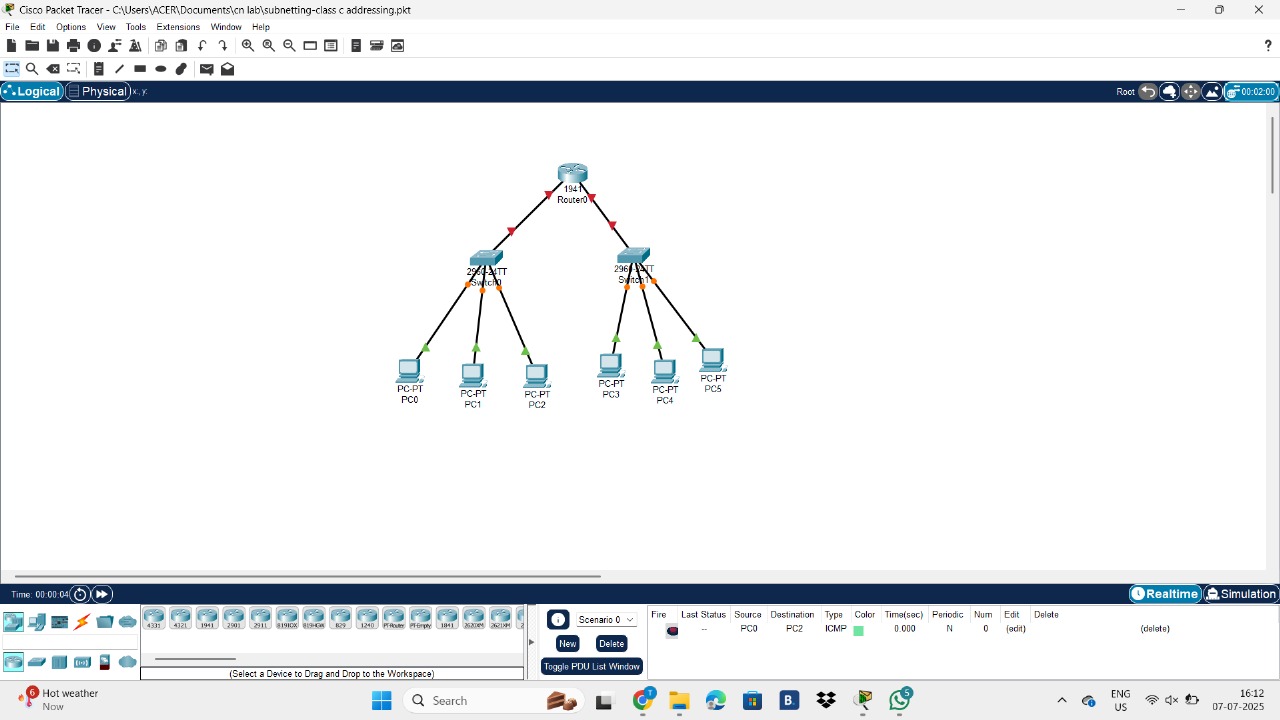 Cisco Packet Tracer - C:\Users\ACER\Documents\cn lab\subnetting-class c addressing.pkt
File Edit Options View Tools Extensions Window Help
?
Logical Physical x: y: Root 00:02:00
1941
Router0
2960-24TT
Switch0
2960-24TT
Switch1
PC-PT
PC0
PC-PT
PC1
PC-PT
PC2
PC-PT
PC3
PC-PT
PC4
PC-PT
PC5
Time: 00:00:04 Realtime Simulation
4331 4321 1941 2901 2911 819IOX 819HGW 829 1240 PT-Router PT-Empty 1841 2620XM 2621XM 2
(Select a Device to Drag and Drop to the Workspace)
Scenario 0
New Delete
Toggle PDU List Window
Fire Last Status Source Destination Type Color Time(sec) Periodic Num Edit Delete
-- PC0 PC2 ICMP 0.000 N 0 (edit) (delete)
6 Hot weather
Now
Search
T
B.
5
ENG
US
16:12
07-07-2025